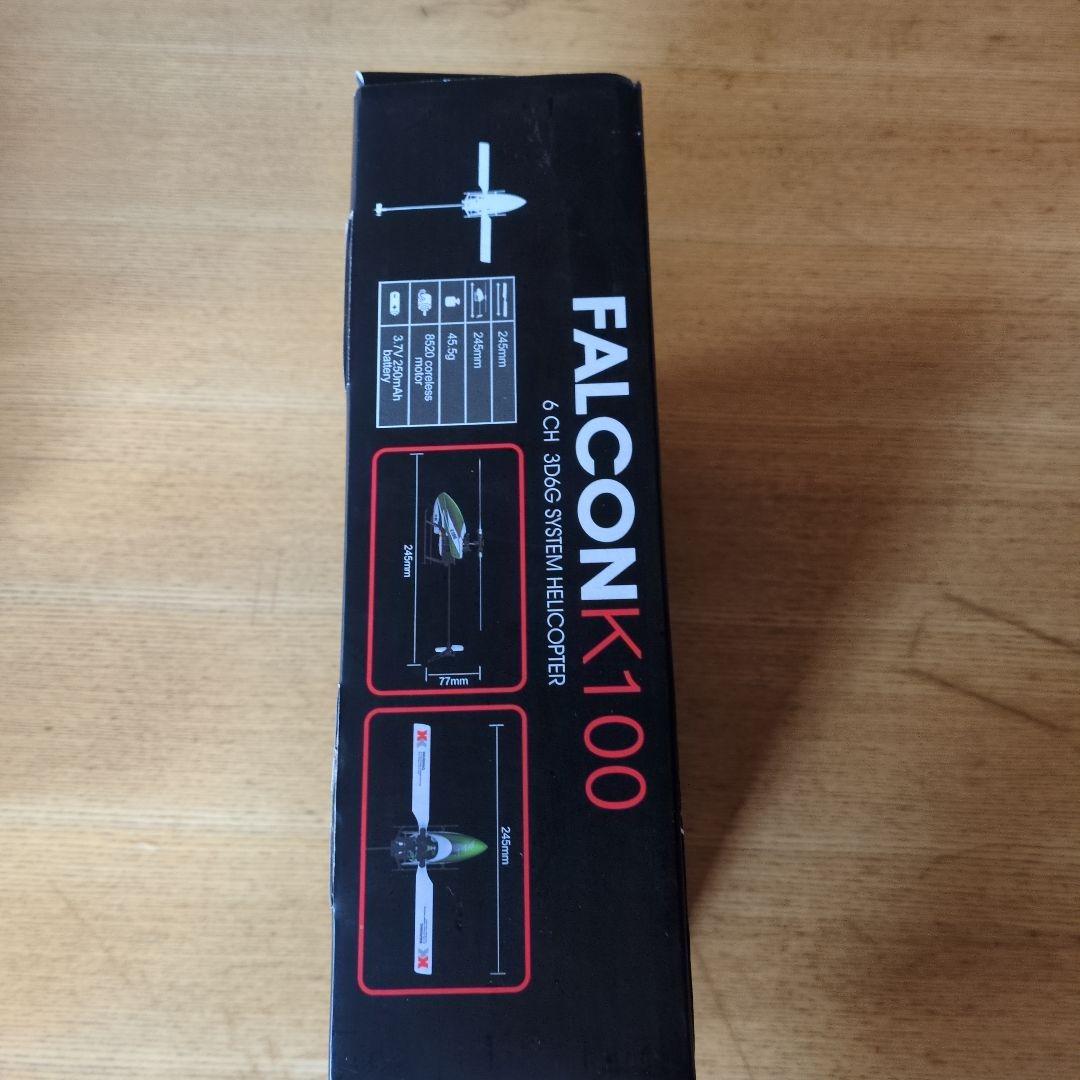 FALCONK100
6 CH 3D6G SYSTEM HELICOPTER
245mm
245mm
45.5g
8520 coreless
motor
3.7V 250mAh
battery
245mm
77mm
245mm